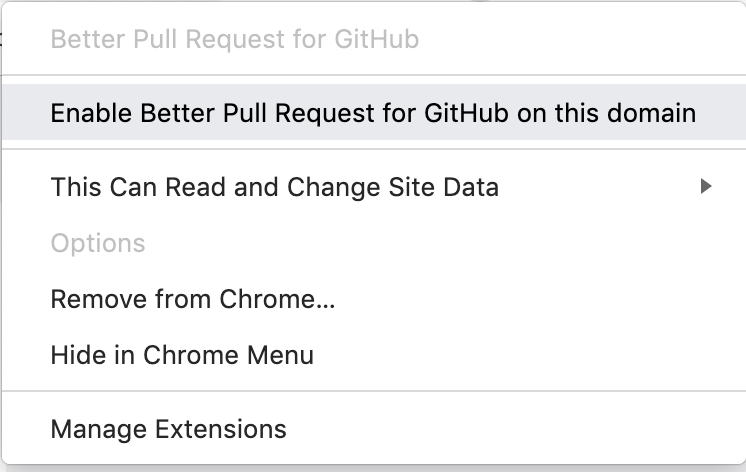 Better Pull Request for GitHub
Enable Better Pull Request for GitHub on this domain
This Can Read and Change Site Data
Options
Remove from Chrome...
Hide in Chrome Menu
Manage Extensions